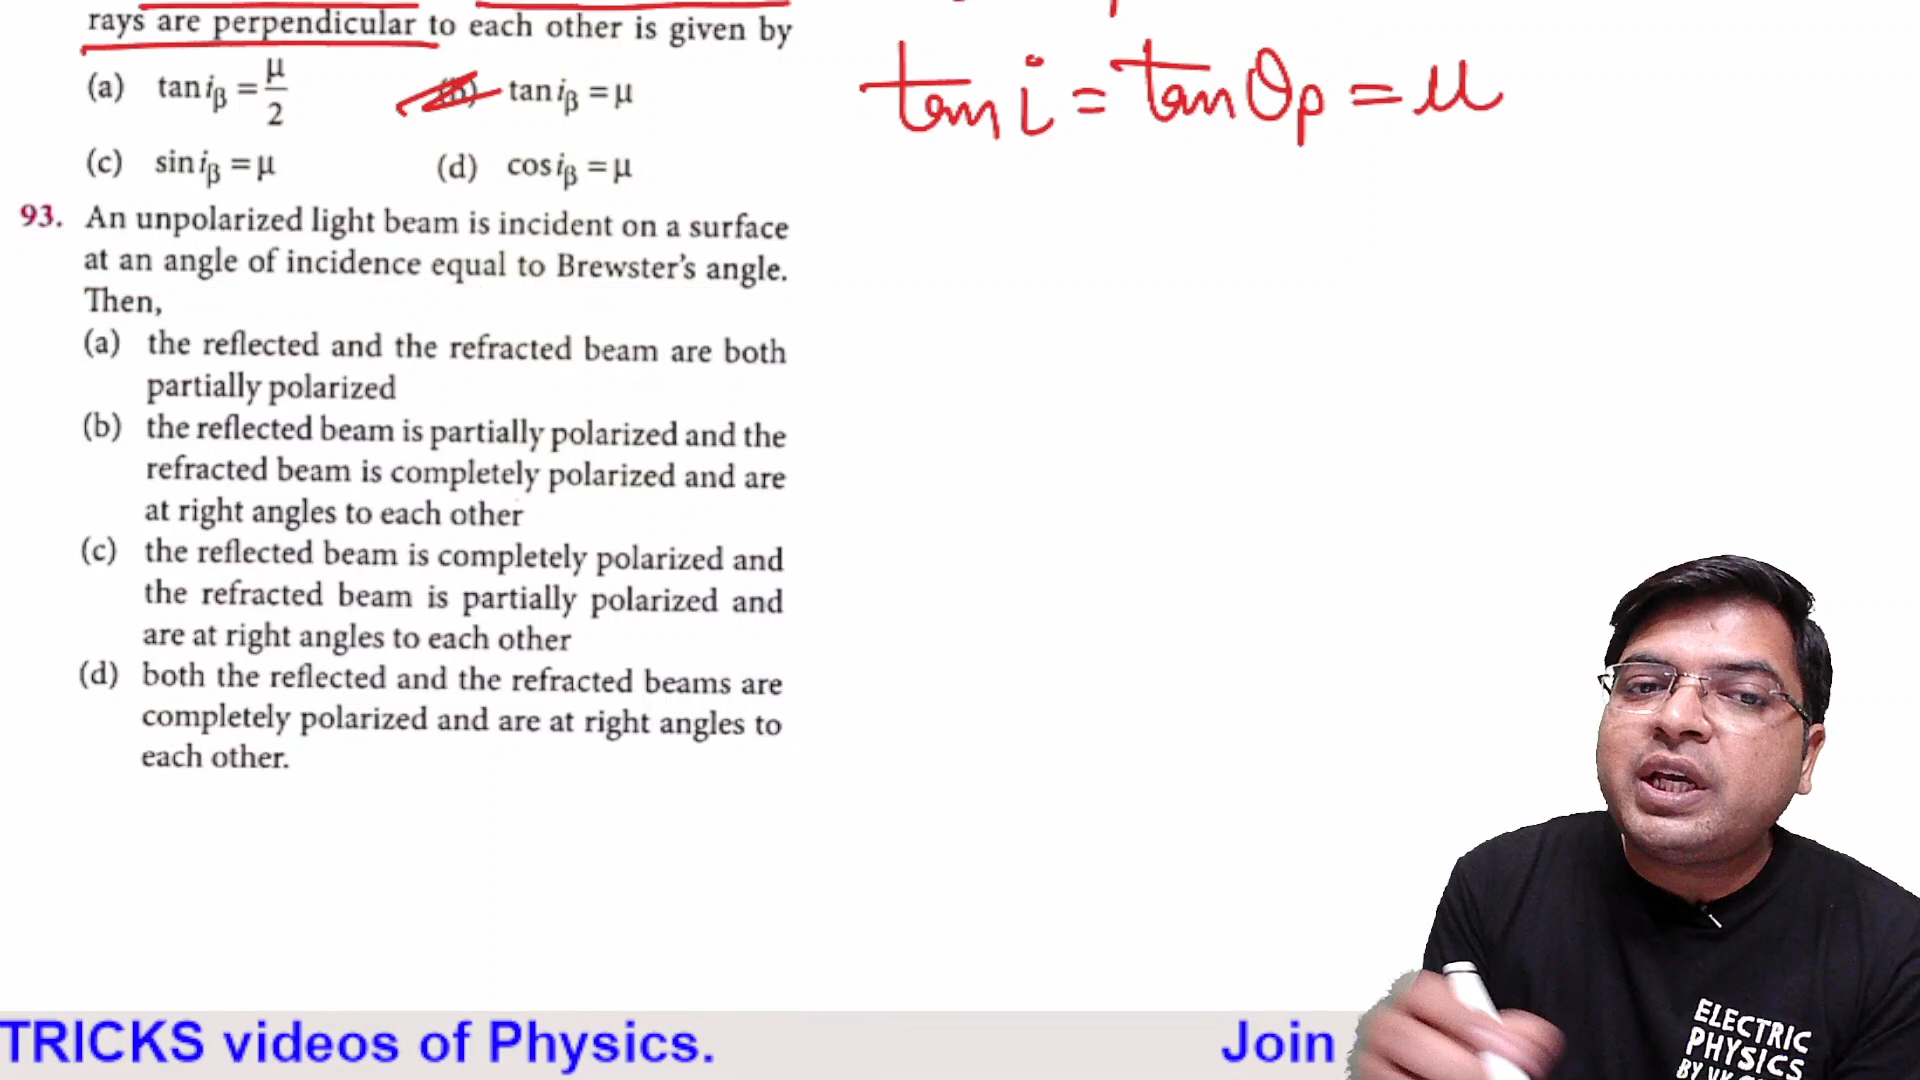 rays are perpendicular to each other is given by
(a) tan iβ = μ/2 (b) tan iβ = μ
(c) sin iβ = μ (d) cos iβ = μ
tan i = tan θp = μ
93. An unpolarized light beam is incident on a surface
at an angle of incidence equal to Brewster's angle.
Then,
(a) the reflected and the refracted beam are both
partially polarized
(b) the reflected beam is partially polarized and the
refracted beam is completely polarized and are
at right angles to each other
(c) the reflected beam is completely polarized and
the refracted beam is partially polarized and
are at right angles to each other
(d) both the reflected and the refracted beams are
completely polarized and are at right angles to
each other.
ELECTRIC
PHYSICS
BY
TRICKS videos of Physics. Join